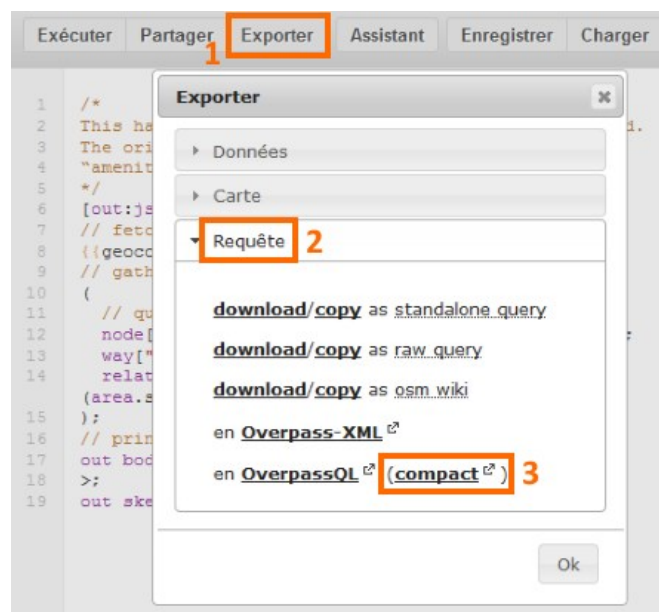 Exécuter Partager Exporter Assistant Enregistrer Charger
1
Exporter
1 /*
2 This ha d.
3 The ori
4 "amenit
5 */
6 [out:js
7 // fetc
8 {{geoco
9 // gath
10 (
11 // qu
12 node[ ;
13 way["
14 relat
(area.s
15 );
16 // prin
17 out bod
18 >;
19 out ske
Données
Carte
Requête 2
download/copy as standalone query
download/copy as raw query
download/copy as osm wiki
en Overpass-XML
en OverpassQL (compact) 3
Ok